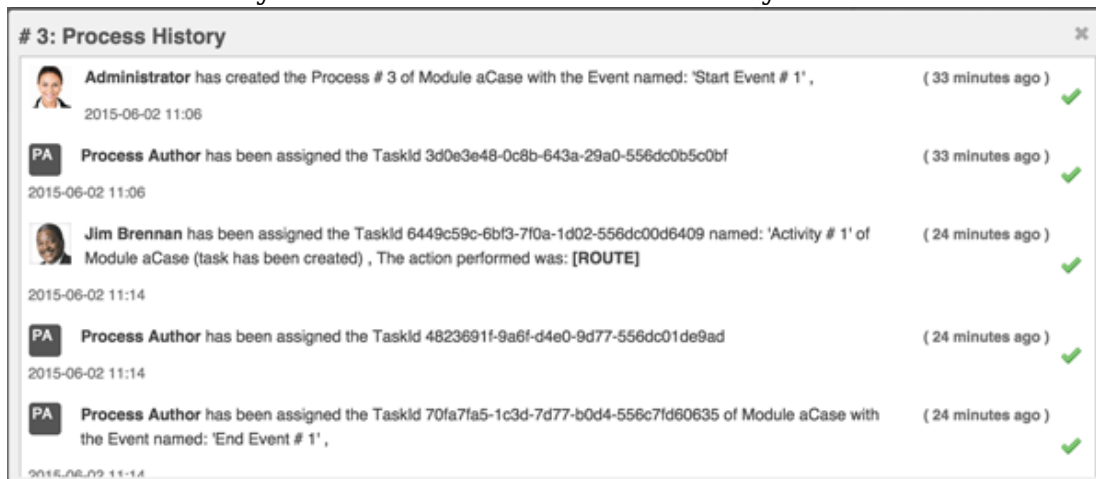 # 3: Process History
Administrator has created the Process # 3 of Module aCase with the Event named: 'Start Event # 1' , ( 33 minutes ago )
2015-06-02 11:06
PA Process Author has been assigned the TaskId 3d0e3e48-0c8b-643a-29a0-556dc0b5c0bf ( 33 minutes ago )
2015-06-02 11:06
Jim Brennan has been assigned the TaskId 6449c59c-6bf3-7f0a-1d02-556dc00d6409 named: 'Activity # 1' of ( 24 minutes ago )
Module aCase (task has been created) , The action performed was: [ROUTE]
2015-06-02 11:14
PA Process Author has been assigned the TaskId 4823691f-9a6f-d4e0-9d77-556dc01de9ad ( 24 minutes ago )
2015-06-02 11:14
PA Process Author has been assigned the TaskId 70fa7fa5-1c3d-7d77-b0d4-556c7fd60635 of Module aCase with ( 24 minutes ago )
the Event named: 'End Event # 1' ,
2015-06-02 11:14